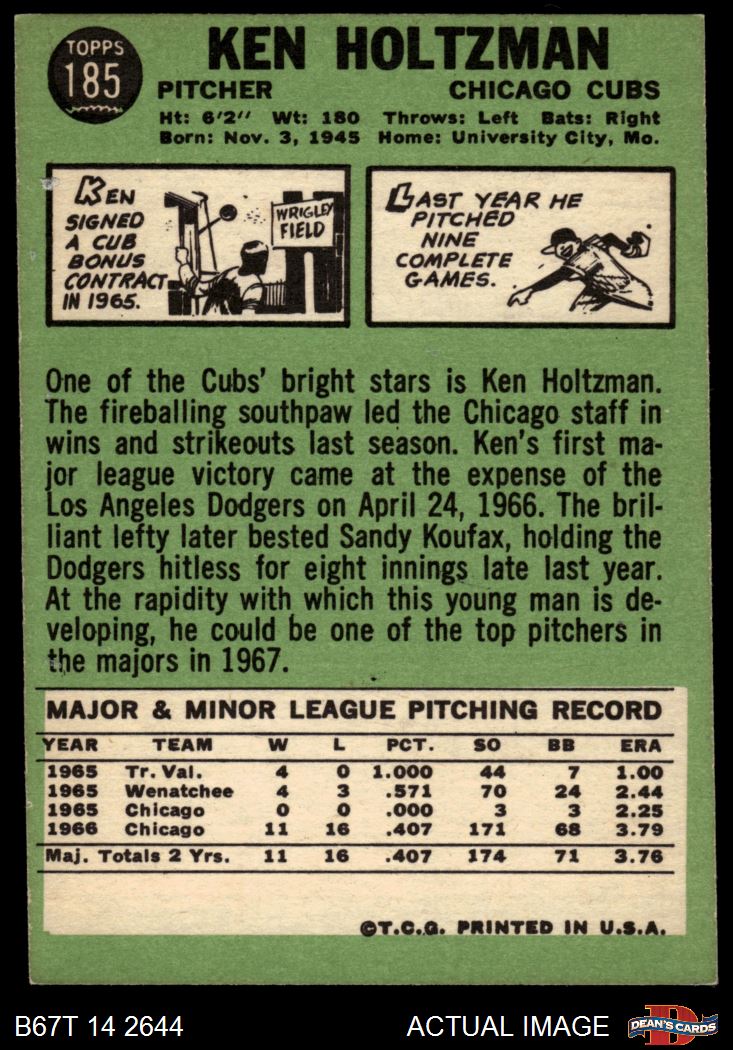 TOPPS
185
KEN HOLTZMAN
PITCHER CHICAGO CUBS
Ht: 6'2" Wt: 180 Throws: Left Bats: Right
Born: Nov. 3, 1945 Home: University City, Mo.
KEN
SIGNED
A CUB
BONUS
CONTRACT
IN 1965.
WRIGLEY
FIELD
LAST YEAR HE
PITCHED
NINE
COMPLETE
GAMES.
One of the Cubs' bright stars is Ken Holtzman.
The fireballing southpaw led the Chicago staff in
wins and strikeouts last season. Ken's first ma-
jor league victory came at the expense of the
Los Angeles Dodgers on April 24, 1966. The bril-
liant lefty later bested Sandy Koufax, holding the
Dodgers hitless for eight innings late last year.
At the rapidity with which this young man is de-
veloping, he could be one of the top pitchers in
the majors in 1967.
MAJOR & MINOR LEAGUE PITCHING RECORD
YEAR TEAM W L PCT. SO BB ERA
1965 Tr. Val. 4 0 1.000 44 7 1.00
1965 Wenatchee 4 3 .571 70 24 2.44
1965 Chicago 0 0 .000 3 3 2.25
1966 Chicago 11 16 .407 171 68 3.79
Maj. Totals 2 Yrs. 11 16 .407 174 71 3.76
©T.C.G. PRINTED IN U.S.A.
B67T 14 2644 ACTUAL IMAGE
D
DEAN'S CARDS